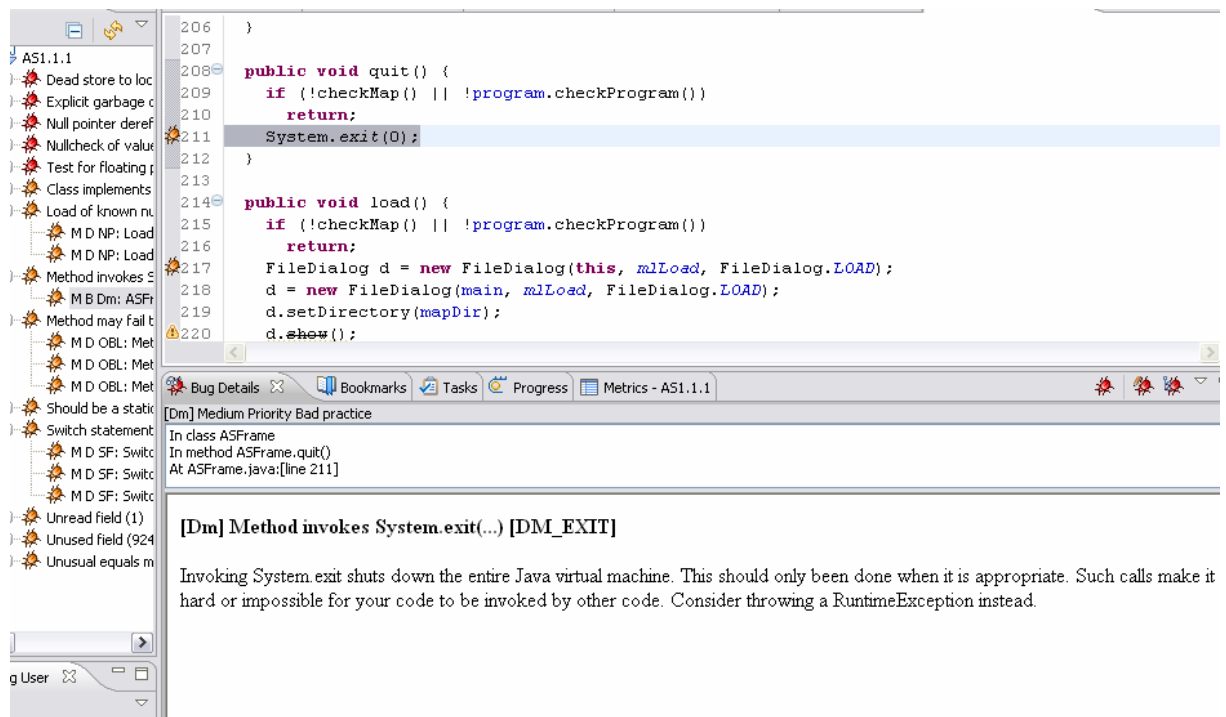 AS1.1.1
Dead store to loc
Explicit garbage c
Null pointer deref
Nullcheck of value
Test for floating p
Class implements
Load of known nu
M D NP: Load
M D NP: Load
Method invokes S
M B Dm: ASFr
Method may fail t
M D OBL: Met
M D OBL: Met
M D OBL: Met
Should be a static
Switch statement
M D SF: Switc
M D SF: Switc
M D SF: Switc
Unread field (1)
Unused field (924
Unusual equals m
g User
206 }
207
208 public void quit() {
209 if (!checkMap() || !program.checkProgram())
210 return;
211 System.exit(0);
212 }
213
214 public void load() {
215 if (!checkMap() || !program.checkProgram())
216 return;
217 FileDialog d = new FileDialog(this, mlLoad, FileDialog.LOAD);
218 d = new FileDialog(main, mlLoad, FileDialog.LOAD);
219 d.setDirectory(mapDir);
220 d.show();
Bug Details Bookmarks Tasks Progress Metrics - AS1.1.1
[Dm] Medium Priority Bad practice
In class ASFrame
In method ASFrame.quit()
At ASFrame.java:[line 211]
[Dm] Method invokes System.exit(...) [DM_EXIT]
Invoking System.exit shuts down the entire Java virtual machine. This should only been done when it is appropriate. Such calls make it
hard or impossible for your code to be invoked by other code. Consider throwing a RuntimeException instead.